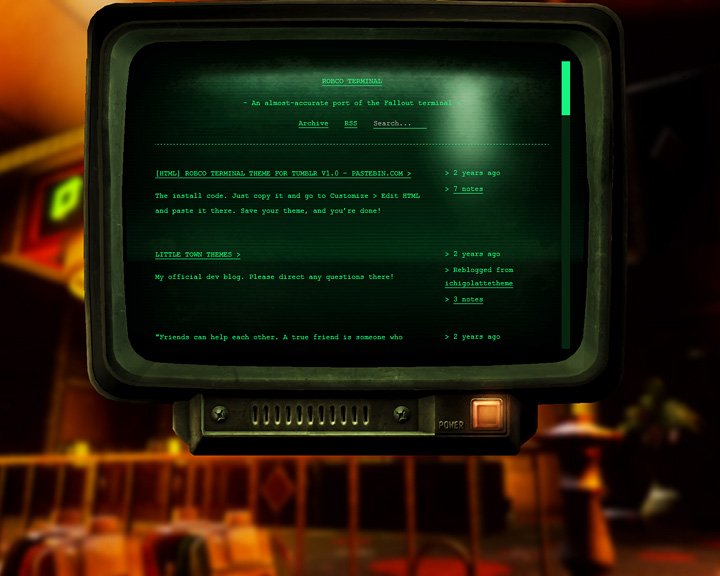 ROBCO TERMINAL
- An almost-accurate port of the Fallout terminal
Archive RSS Search...
[HTML] ROBCO TERMINAL THEME FOR TUMBLR V1.0 - PASTEBIN.COM >
> 2 years ago
> 7 notes
The install code. Just copy it and go to Customize > Edit HTML
and paste it there. Save your theme, and you're done!
LITTLE TOWN THEMES >
> 2 years ago
> Reblogged from
ichigolattetheme
> 3 notes
My official dev blog. Please direct any questions there!
"Friends can help each other. A true friend is someone who
> 2 years ago
POWER